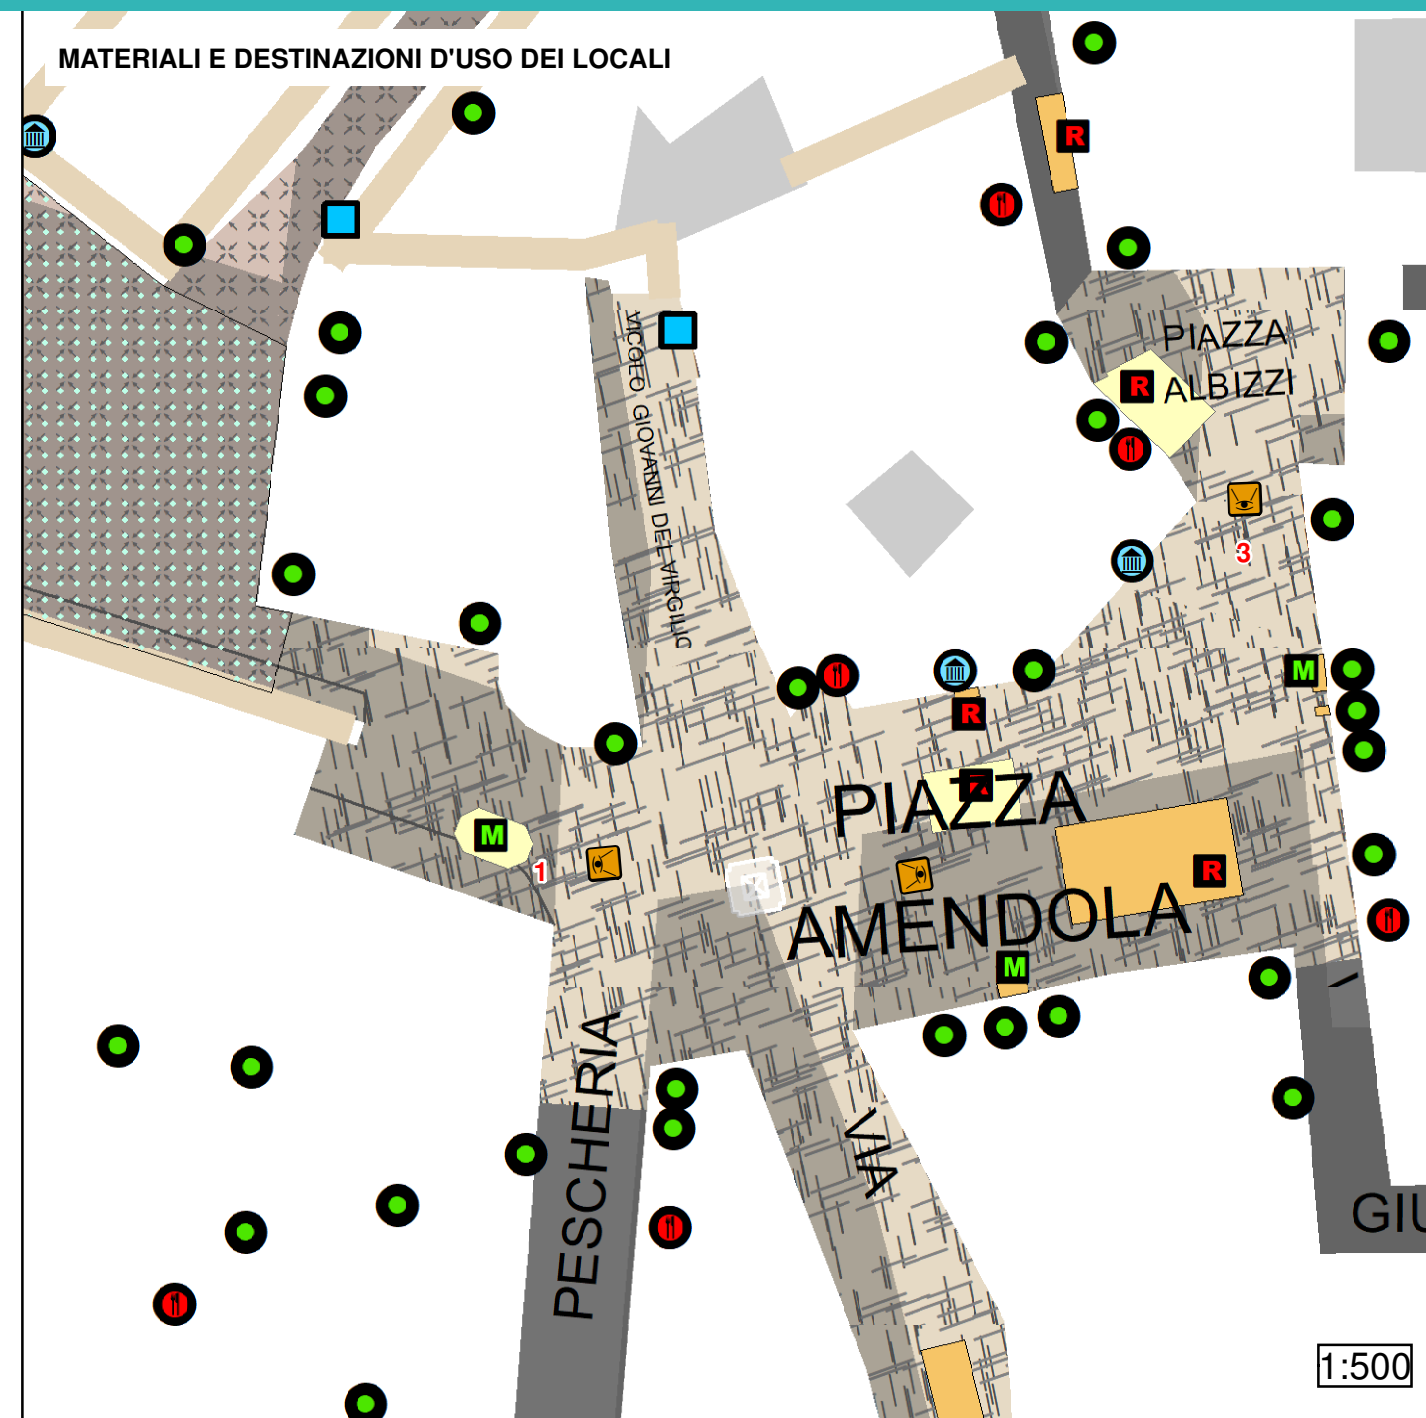 MATERIALI E DESTINAZIONI D'USO DEI LOCALI
R
PIAZZA
ALBIZZI
R
VICOLO GIOVANNI DEL VIRGILIO
3
M
R
PIAZZA
M
1
R
AMENDOLA
M
PESCHERIA
VIA
GIU
1:500